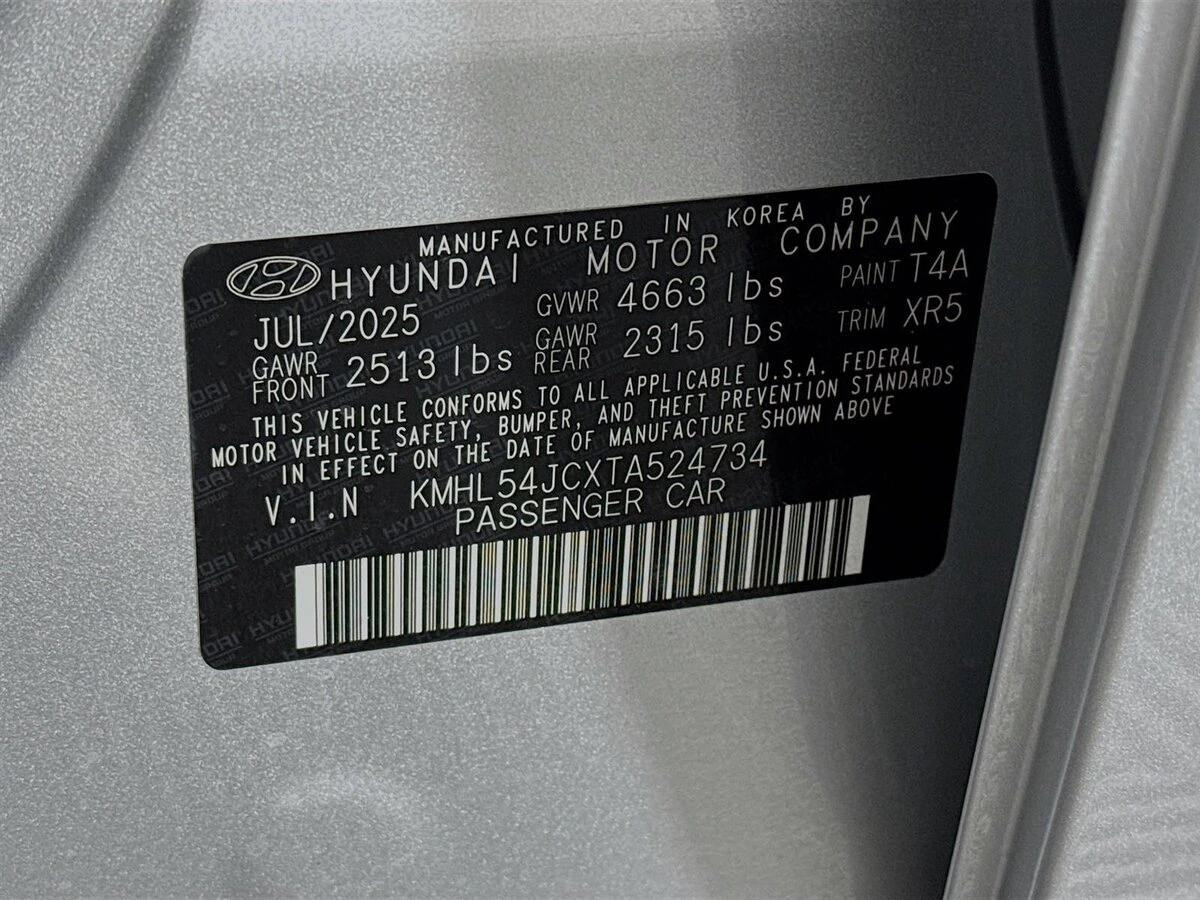 MANUFACTURED IN KOREA BY
HYUNDAI MOTOR COMPANY
JUL/2025 GVWR 4663 lbs PAINT T4A
GAWR FRONT 2513 lbs GAWR REAR 2315 lbs TRIM XR5
THIS VEHICLE CONFORMS TO ALL APPLICABLE U.S.A. FEDERAL
MOTOR VEHICLE SAFETY, BUMPER, AND THEFT PREVENTION STANDARDS
IN EFFECT ON THE DATE OF MANUFACTURE SHOWN ABOVE
V.I.N KMHL54JCXTA524734
PASSENGER CAR